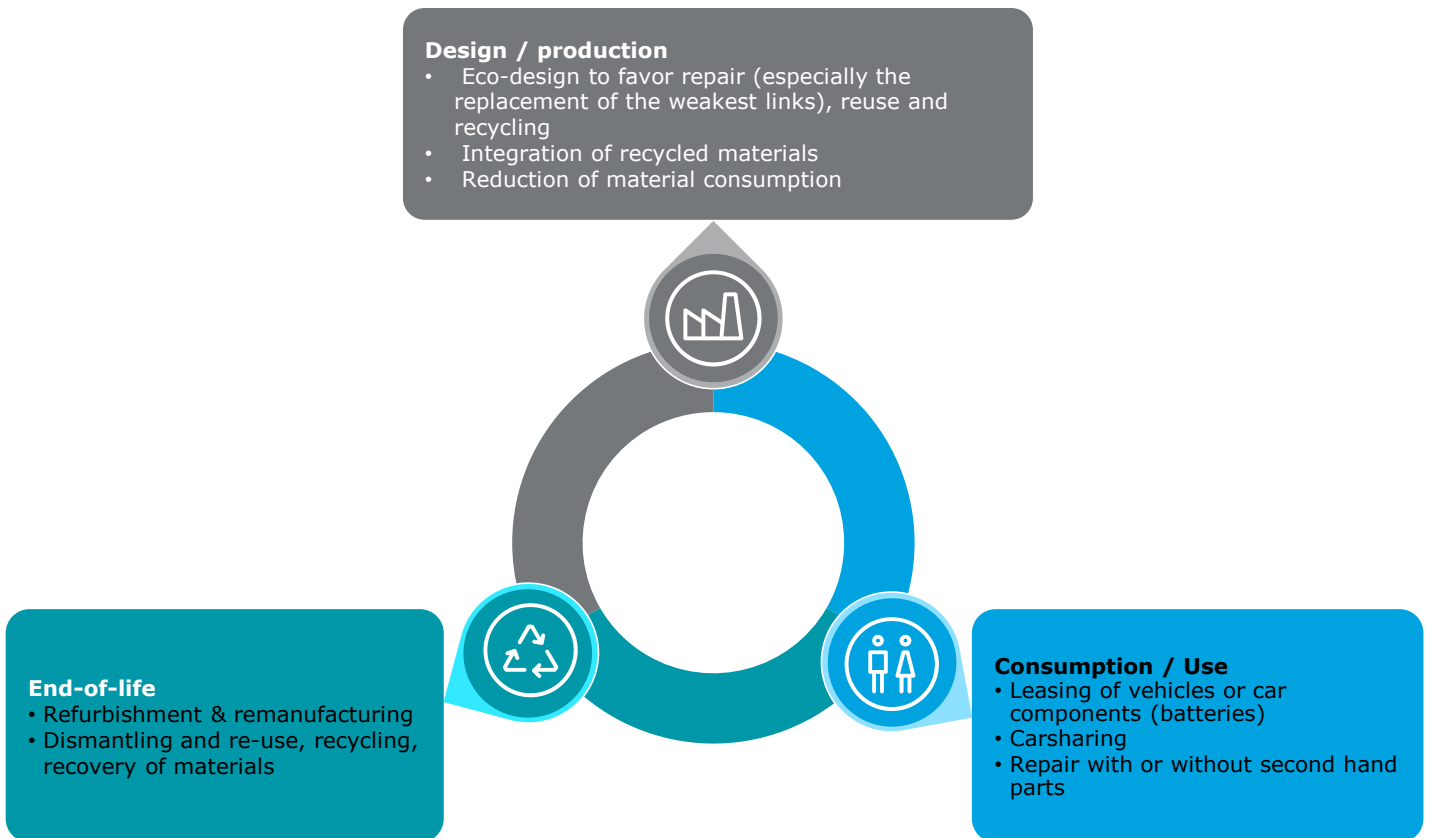 Design / production
• Eco-design to favor repair (especially the
replacement of the weakest links), reuse and
recycling
• Integration of recycled materials
• Reduction of material consumption
End-of-life
• Refurbishment & remanufacturing
• Dismantling and re-use, recycling,
recovery of materials
Consumption / Use
• Leasing of vehicles or car
components (batteries)
• Carsharing
• Repair with or without second hand
parts